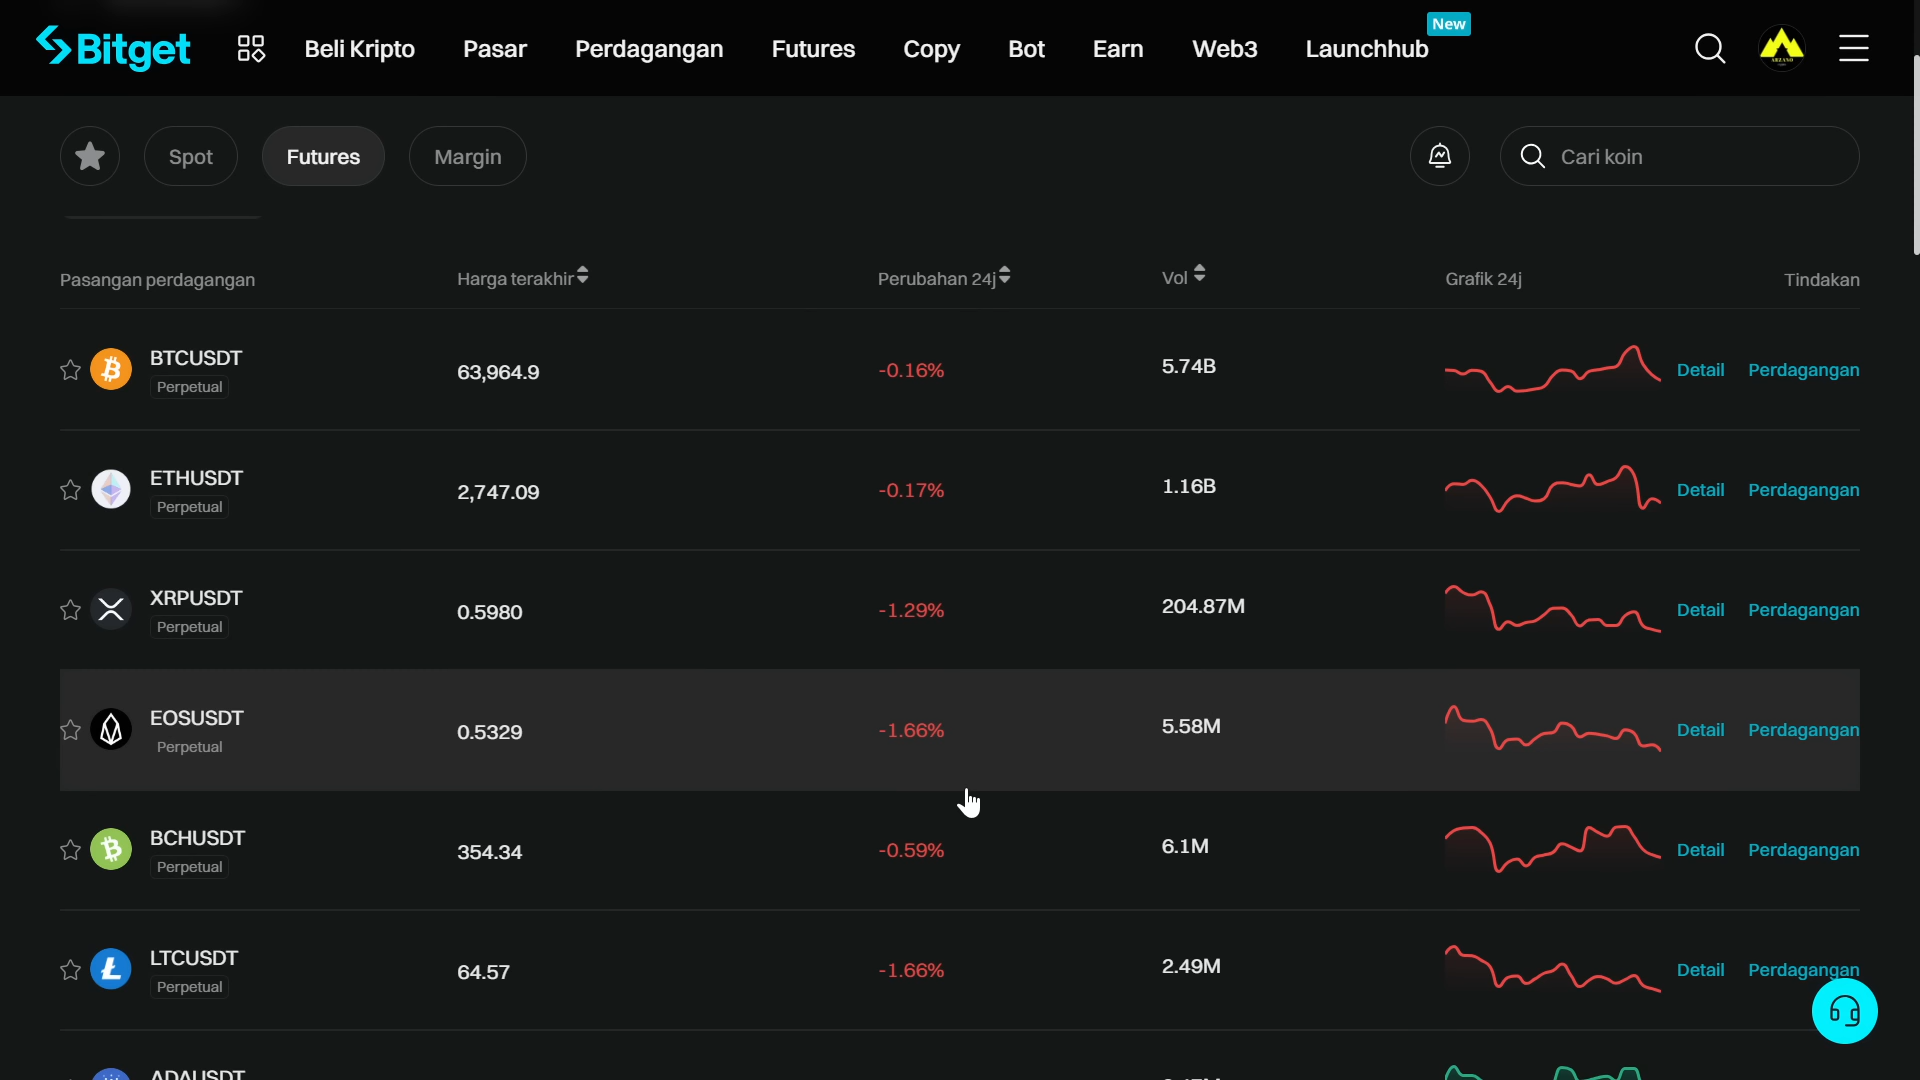 Bitget Beli Kripto Pasar Perdagangan Futures Copy Bot Earn Web3 Launchhub New
ARZANO
Spot Futures Margin Cari koin
Pasangan perdagangan Harga terakhir Perubahan 24j Vol Grafik 24j Tindakan
BTCUSDT
Perpetual
63,964.9 -0.16% 5.74B Detail Perdagangan
ETHUSDT
Perpetual
2,747.09 -0.17% 1.16B Detail Perdagangan
XRPUSDT
Perpetual
0.5980 -1.29% 204.87M Detail Perdagangan
EOSUSDT
Perpetual
0.5329 -1.66% 5.58M Detail Perdagangan
BCHUSDT
Perpetual
354.34 -0.59% 6.1M Detail Perdagangan
LTCUSDT
Perpetual
64.57 -1.66% 2.49M Detail Perdagangan
ADAUSDT